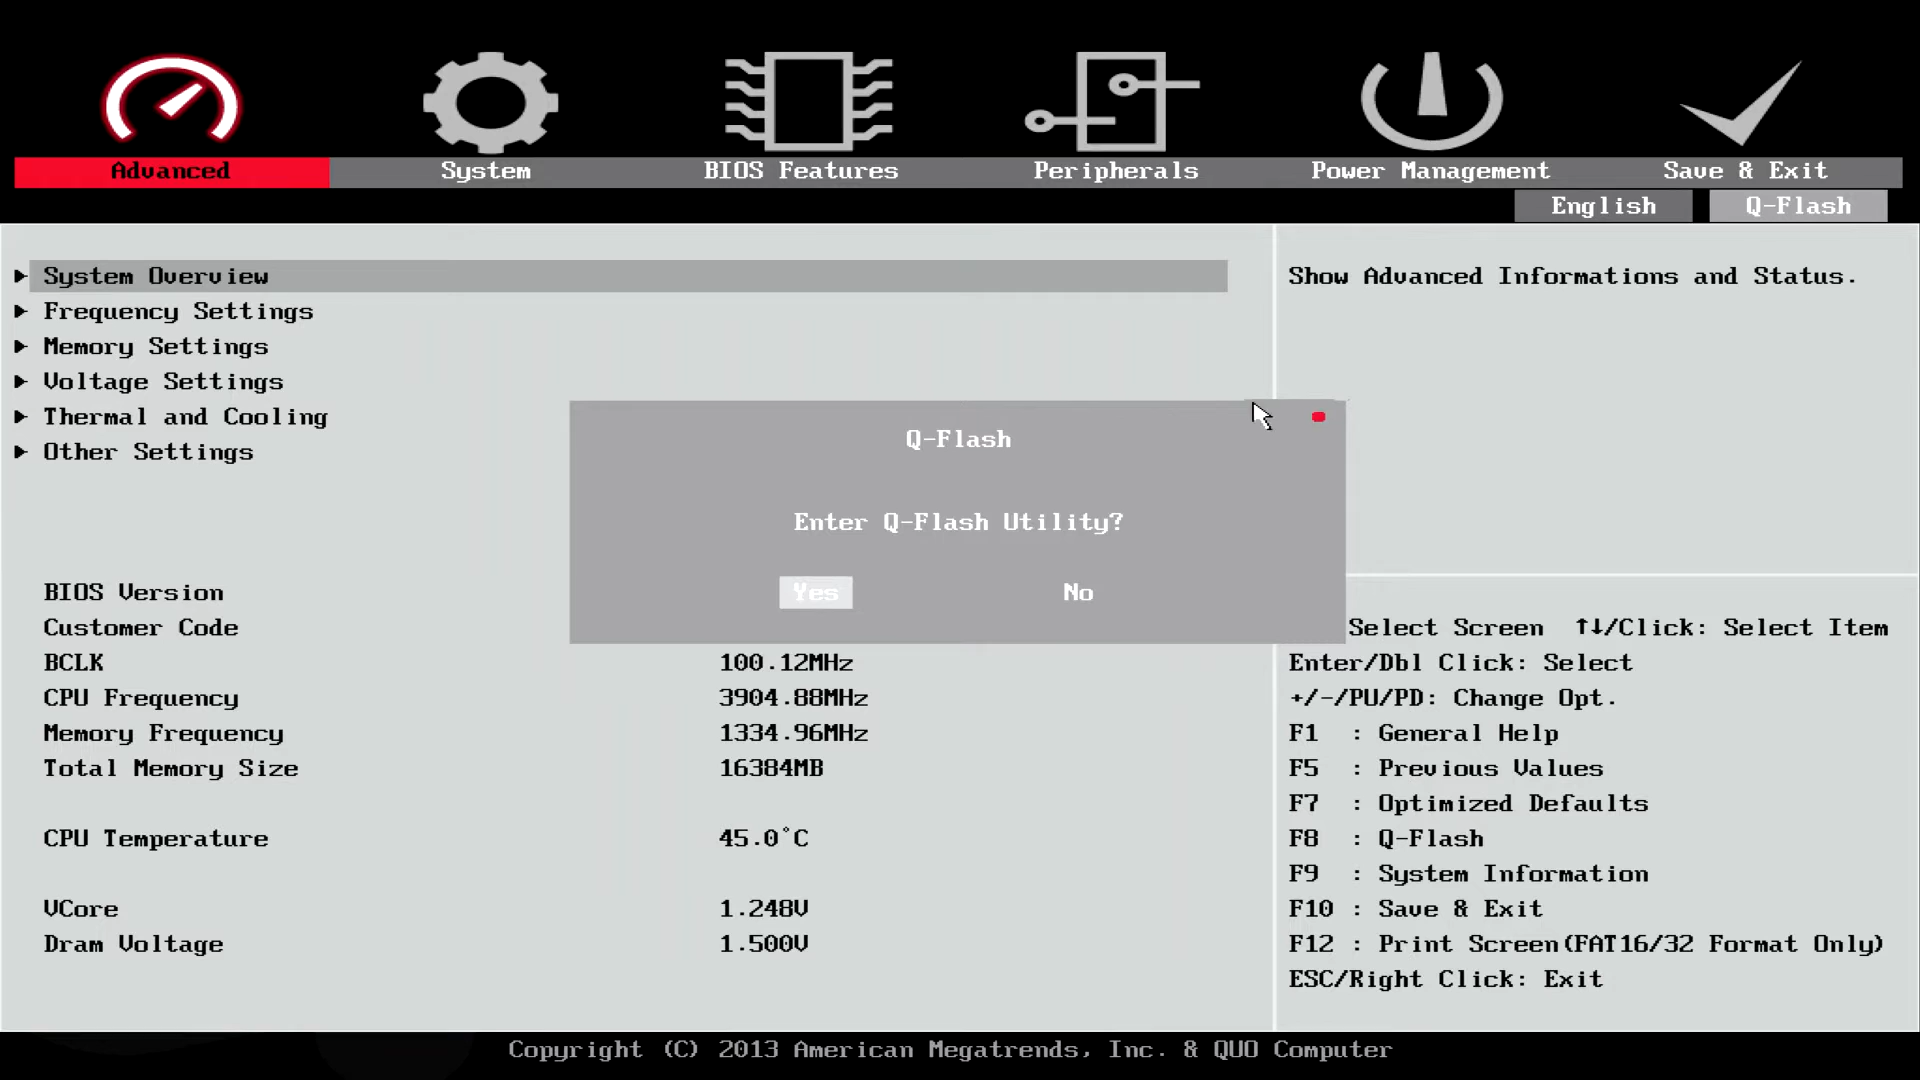 Advanced System BIOS Features Peripherals Power Management Save & Exit
English Q-Flash
System Overview
Frequency Settings
Memory Settings
Voltage Settings
Thermal and Cooling
Other Settings
Show Advanced Informations and Status.
Q-Flash
Enter Q-Flash Utility?
Yes No
BIOS Version
Customer Code
BCLK 100.12MHz
CPU Frequency 3904.88MHz
Memory Frequency 1334.96MHz
Total Memory Size 16384MB
CPU Temperature 45.0°C
VCore 1.248V
Dram Voltage 1.500V
Select Screen ↑↓/Click: Select Item
Enter/Dbl Click: Select
+/-/PU/PD: Change Opt.
F1 : General Help
F5 : Previous Values
F7 : Optimized Defaults
F8 : Q-Flash
F9 : System Information
F10 : Save & Exit
F12 : Print Screen(FAT16/32 Format Only)
ESC/Right Click: Exit
Copyright (C) 2013 American Megatrends, Inc. & QUO Computer